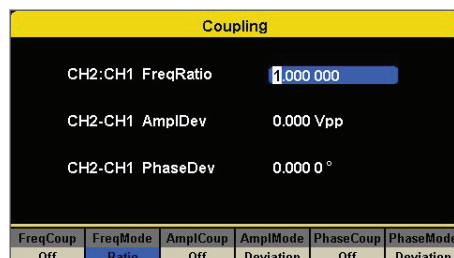 Coupling
CH2:CH1 FreqRatio 1.000 000
CH2-CH1 AmplDev 0.000 Vpp
CH2-CH1 PhaseDev 0.000 0 °
FreqCoup FreqMode AmplCoup AmplMode PhaseCoup PhaseMode
Off Ratio Off Deviation Off Deviation